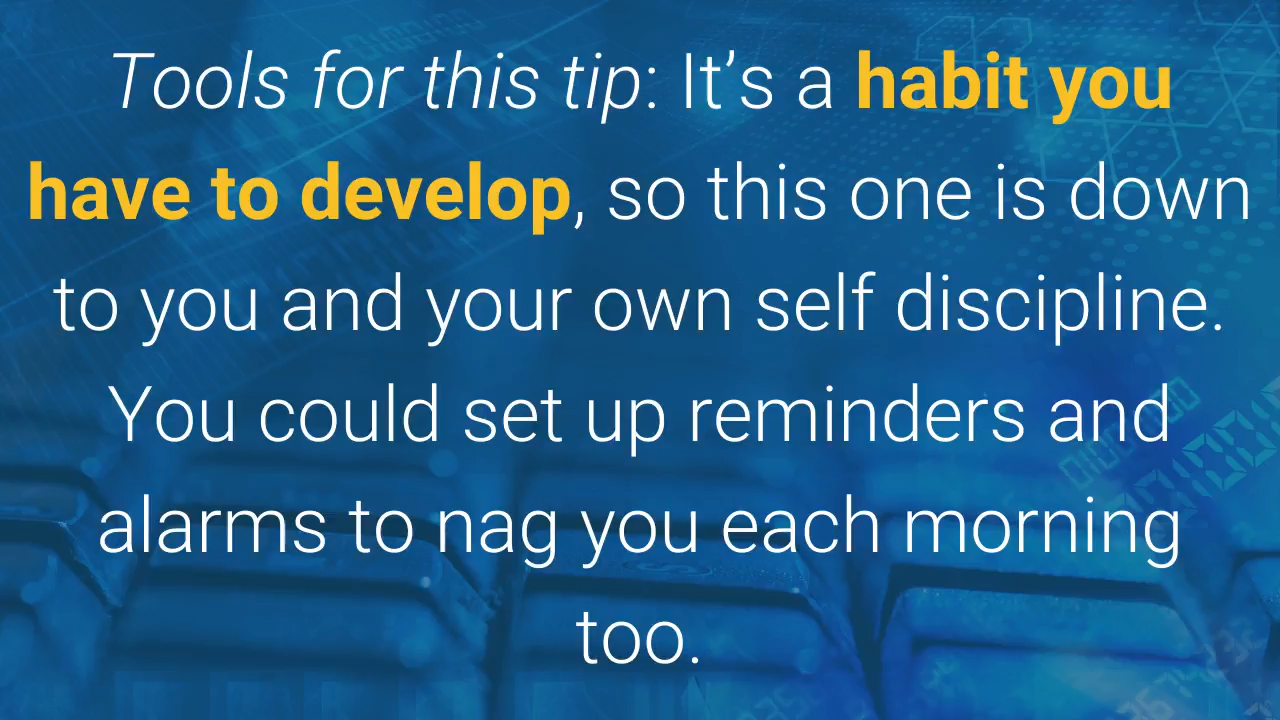 Tools for this tip: It’s a habit you
have to develop, so this one is down
to you and your own self discipline.
You could set up reminders and
alarms to nag you each morning
too.